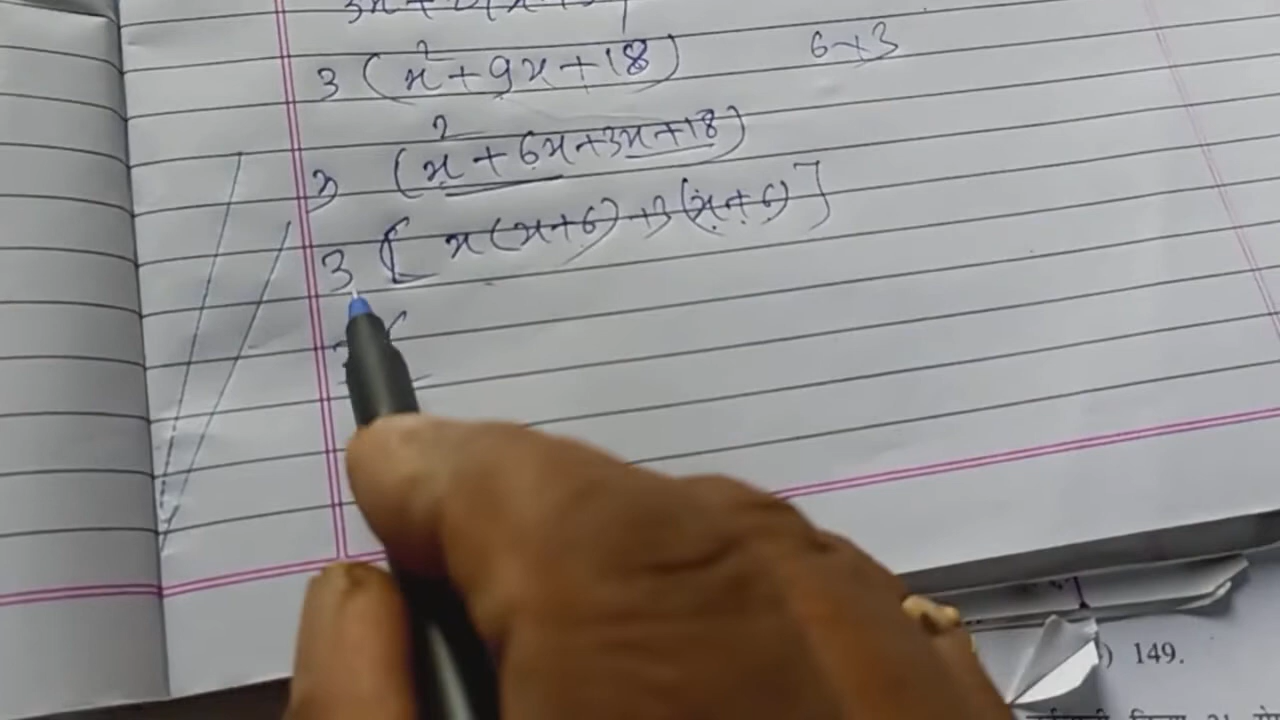 3 (x² + 9x + 18) 6+3
3 (x² + 6x + 3x + 18)
3 [x(x+6) + 3(x+6)]
) 149.